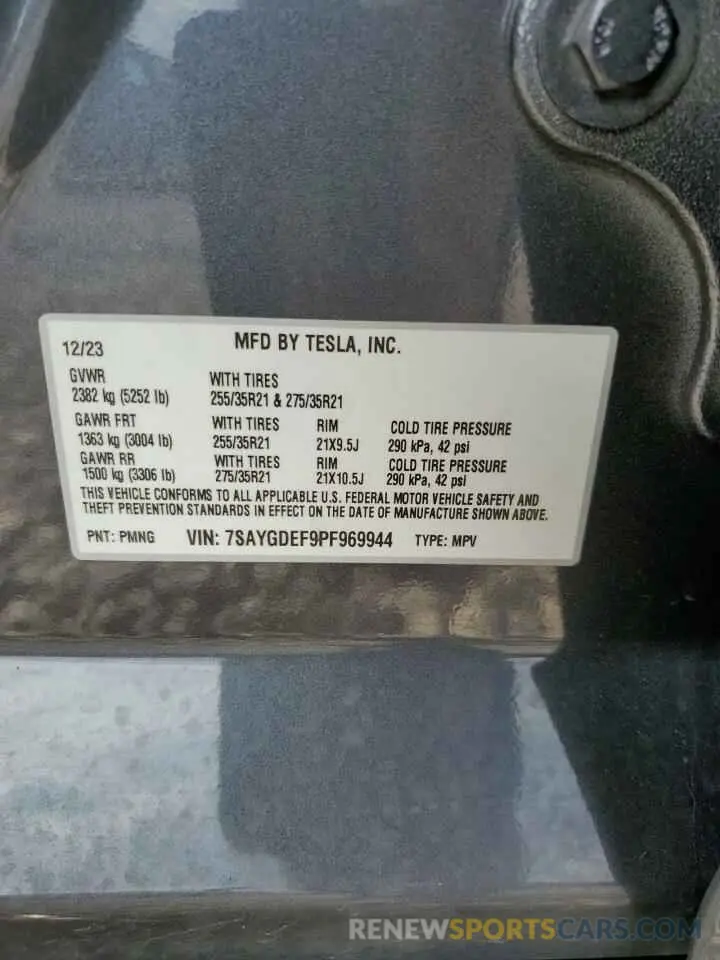 12/23 MFD BY TESLA, INC.
GVWR WITH TIRES
2382 kg (5252 lb) 255/35R21 & 275/35R21
GAWR FRT WITH TIRES RIM COLD TIRE PRESSURE
1363 kg (3004 lb) 255/35R21 21X9.5J 290 kPa, 42 psi
GAWR RR WITH TIRES RIM COLD TIRE PRESSURE
1500 kg (3306 lb) 275/35R21 21X10.5J 290 kPa, 42 psi
THIS VEHICLE CONFORMS TO ALL APPLICABLE U.S. FEDERAL MOTOR VEHICLE SAFETY AND
THEFT PREVENTION STANDARDS IN EFFECT ON THE DATE OF MANUFACTURE SHOWN ABOVE.
PNT: PMNG VIN: 7SAYGDEF9PF969944 TYPE: MPV
RENEWSPORTSCARS.COM